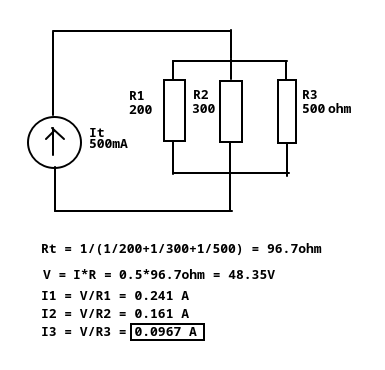 R1
200
R2
300
R3
500 ohm
It
500mA
Rt = 1/(1/200+1/300+1/500) = 96.7ohm
V = I*R = 0.5*96.7ohm = 48.35V
I1 = V/R1 = 0.241 A
I2 = V/R2 = 0.161 A
I3 = V/R3 = 0.0967 A